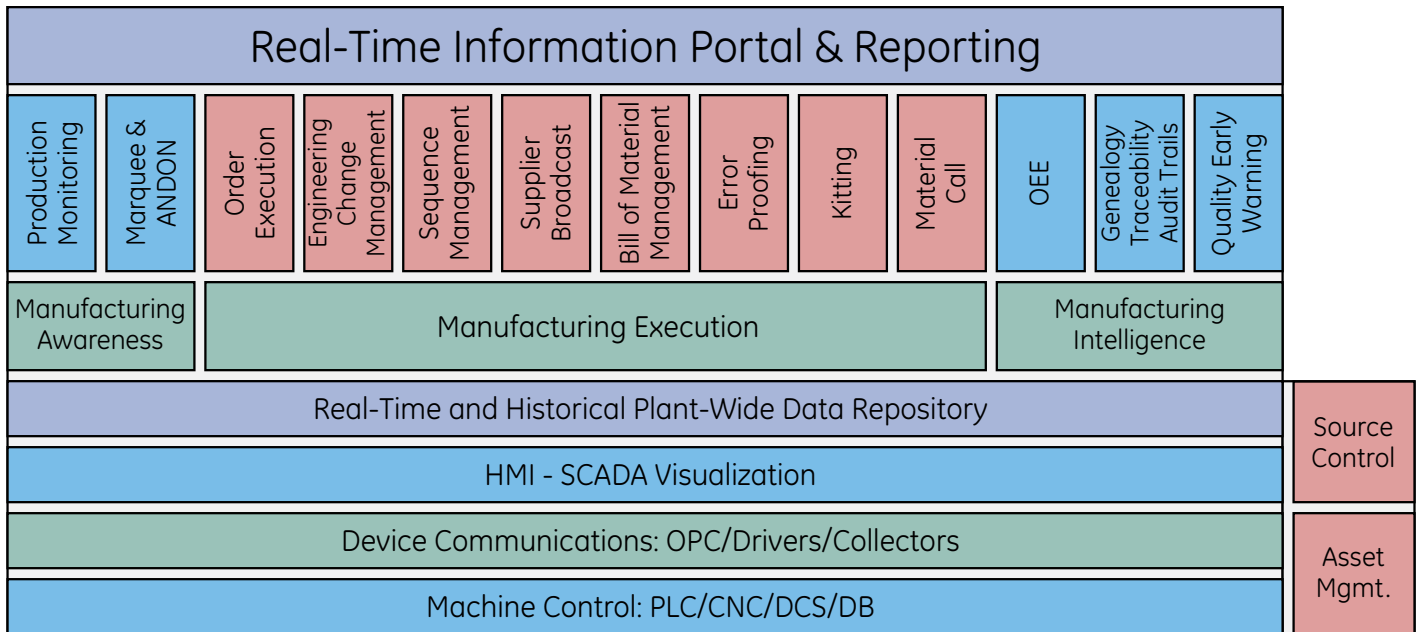 Real-Time Information Portal & Reporting
Production
Monitoring
Marquee &
ANDON
Order
Execution
Engineering
Change
Management
Sequence
Management
Supplier
Broadcast
Bill of Material
Management
Error
Proofing
Kitting
Material
Call
OEE
Genealogy
Traceability
Audit Trails
Quality Early
Warning
Manufacturing
Awareness
Manufacturing Execution
Manufacturing
Intelligence
Real-Time and Historical Plant-Wide Data Repository
Source
Control
HMI - SCADA Visualization
Device Communications: OPC/Drivers/Collectors
Asset
Mgmt.
Machine Control: PLC/CNC/DCS/DB